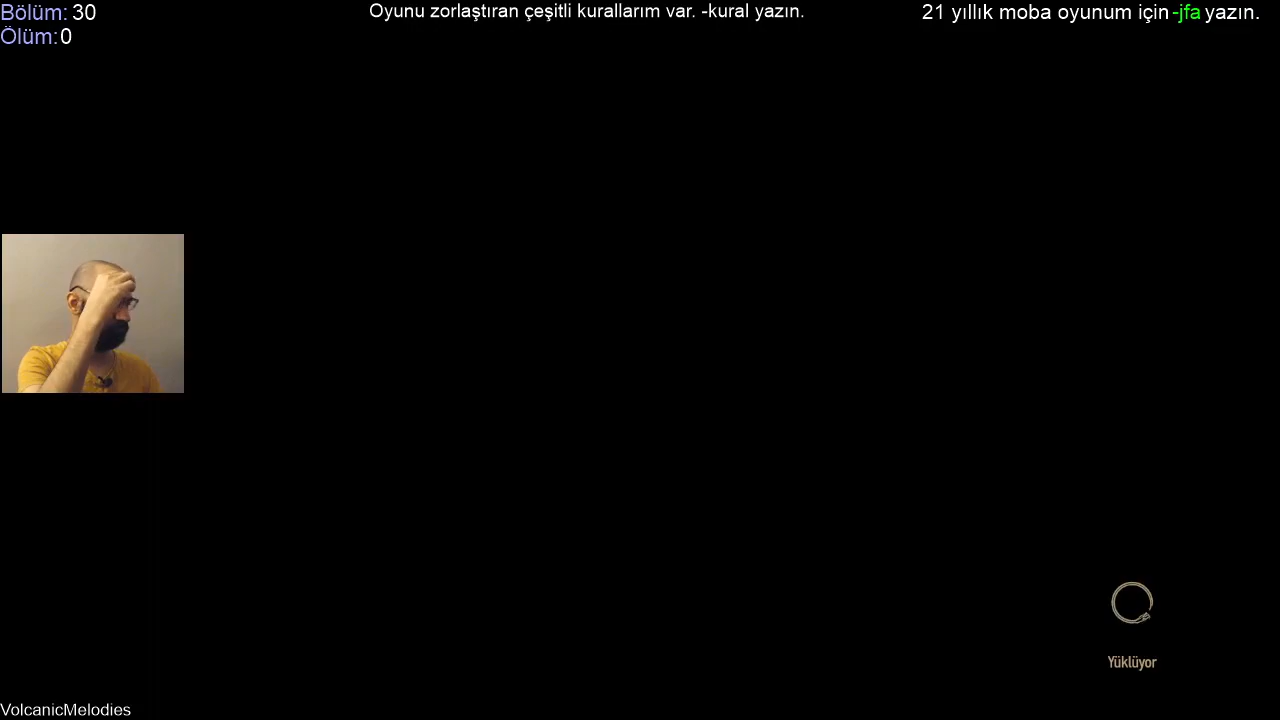 Bölüm: 30
Ölüm:0
Oyunu zorlaştıran çeşitli kurallarım var. -kural yazın.
21 yıllık moba oyunum için -jfa yazın.
Yüklüyor
VolcanicMelodies